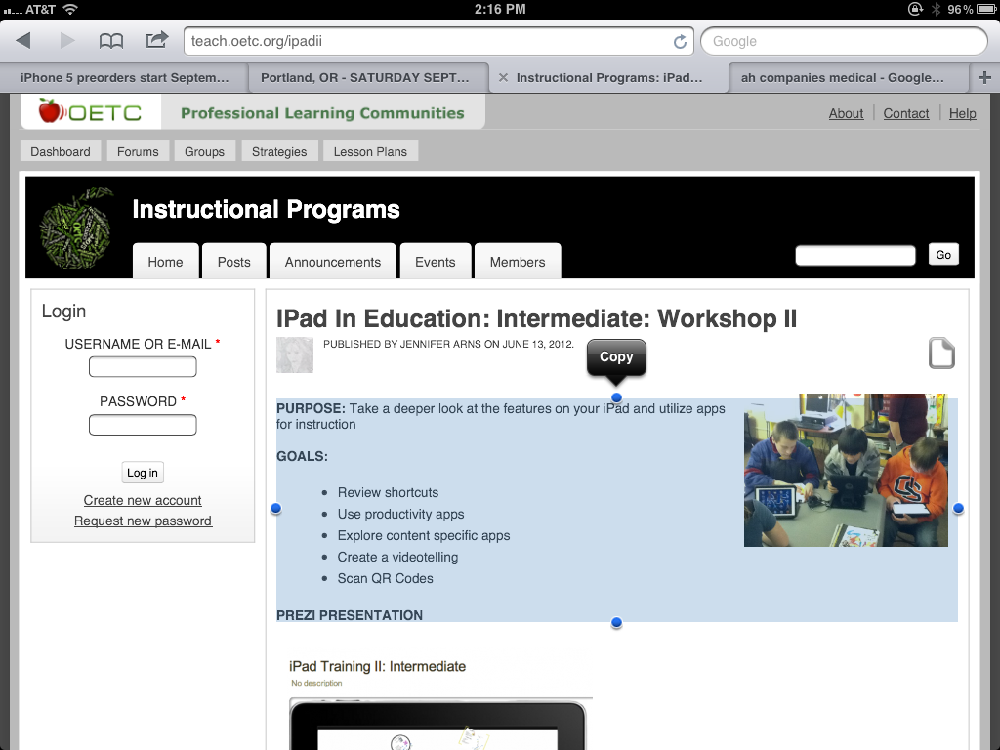 AT&T 2:16 PM 96%
teach.oetc.org/ipadii Google
iPhone 5 preorders start Septem... Portland, OR - SATURDAY SEPT... Instructional Programs: iPad... ah companies medical - Google...
OETC Professional Learning Communities About Contact Help
Dashboard Forums Groups Strategies Lesson Plans
Instructional Programs
Home Posts Announcements Events Members Go
Login
USERNAME OR E-MAIL *
PASSWORD *
Log in
Create new account
Request new password
IPad In Education: Intermediate: Workshop II
PUBLISHED BY JENNIFER ARNS ON JUNE 13, 2012.
Copy
PURPOSE: Take a deeper look at the features on your iPad and utilize apps
for instruction
GOALS:
• Review shortcuts
• Use productivity apps
• Explore content specific apps
• Create a videotelling
• Scan QR Codes
PREZI PRESENTATION
iPad Training II: Intermediate
No description